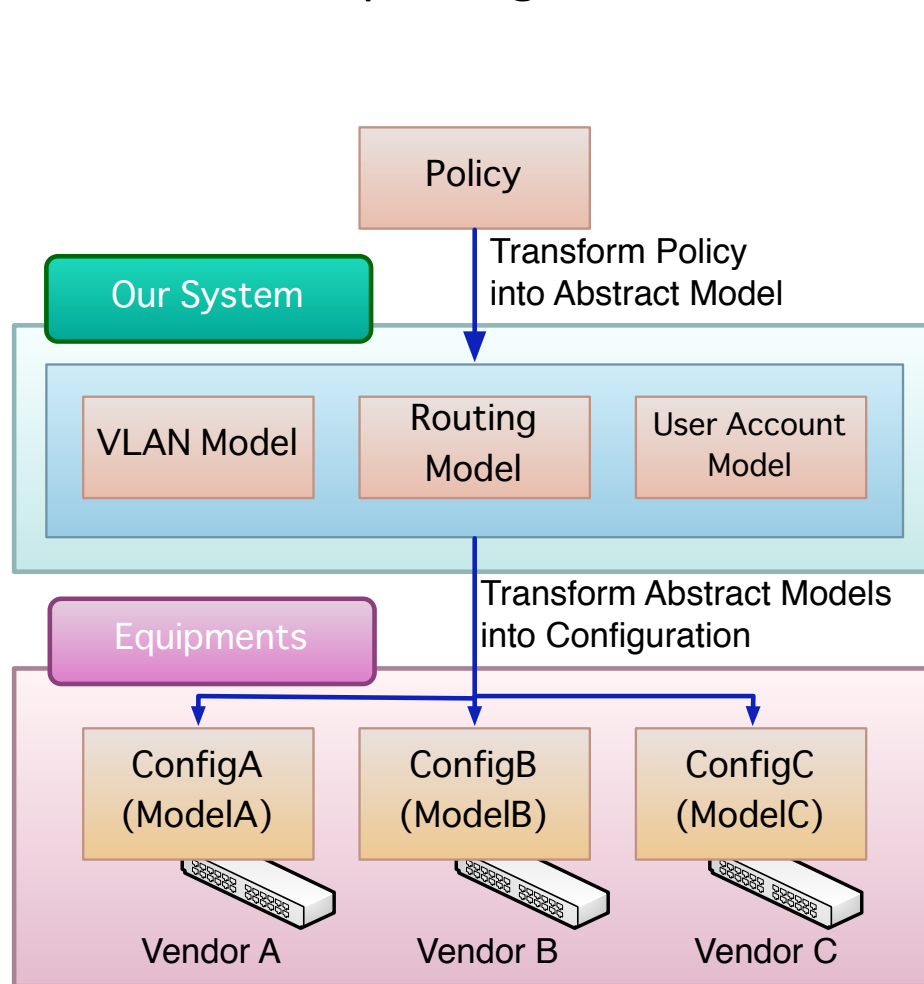 Policy
Transform Policy
into Abstract Model
Our System
VLAN Model
Routing
Model
User Account
Model
Transform Abstract Models
into Configuration
Equipments
ConfigA
(ModelA)
ConfigB
(ModelB)
ConfigC
(ModelC)
Vendor A
Vendor B
Vendor C